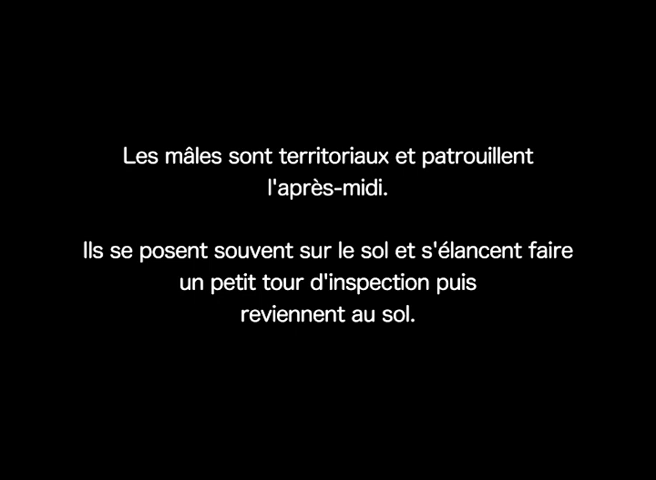 Les mâles sont territoriaux et patrouillent
l'après-midi.
Ils se posent souvent sur le sol et s'élancent faire
un petit tour d'inspection puis
reviennent au sol.